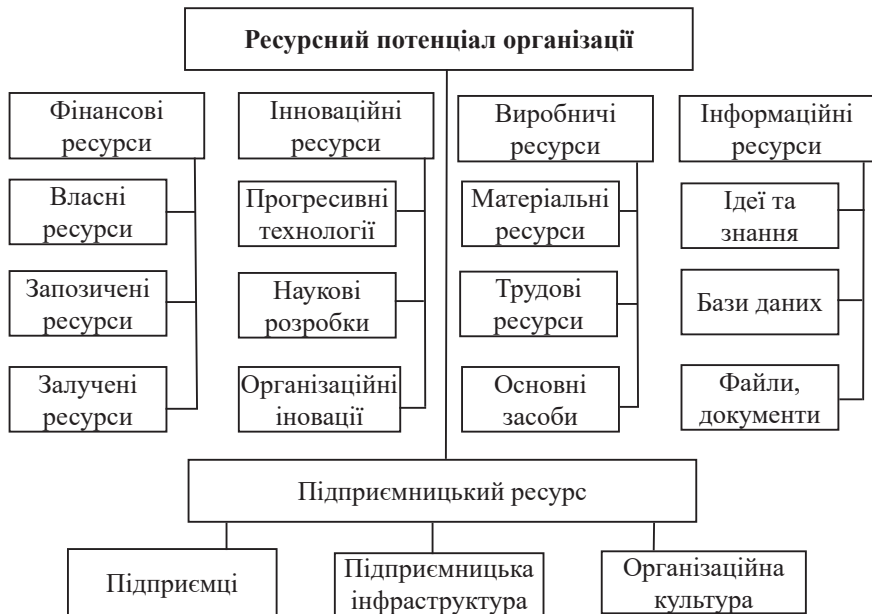 Ресурсний потенціал організації
Фінансові
ресурси
Інноваційні
ресурси
Виробничі
ресурси
Інформаційні
ресурси
Власні
ресурси
Прогресивні
технології
Матеріальні
ресурси
Ідеї та
знання
Запозичені
ресурси
Наукові
розробки
Трудові
ресурси
Бази даних
Залучені
ресурси
Організаційні
іновації
Основні
засоби
Файли,
документи
Підприємницький ресурс
Підприємці
Підприємницька
інфраструктура
Організаційна
культура